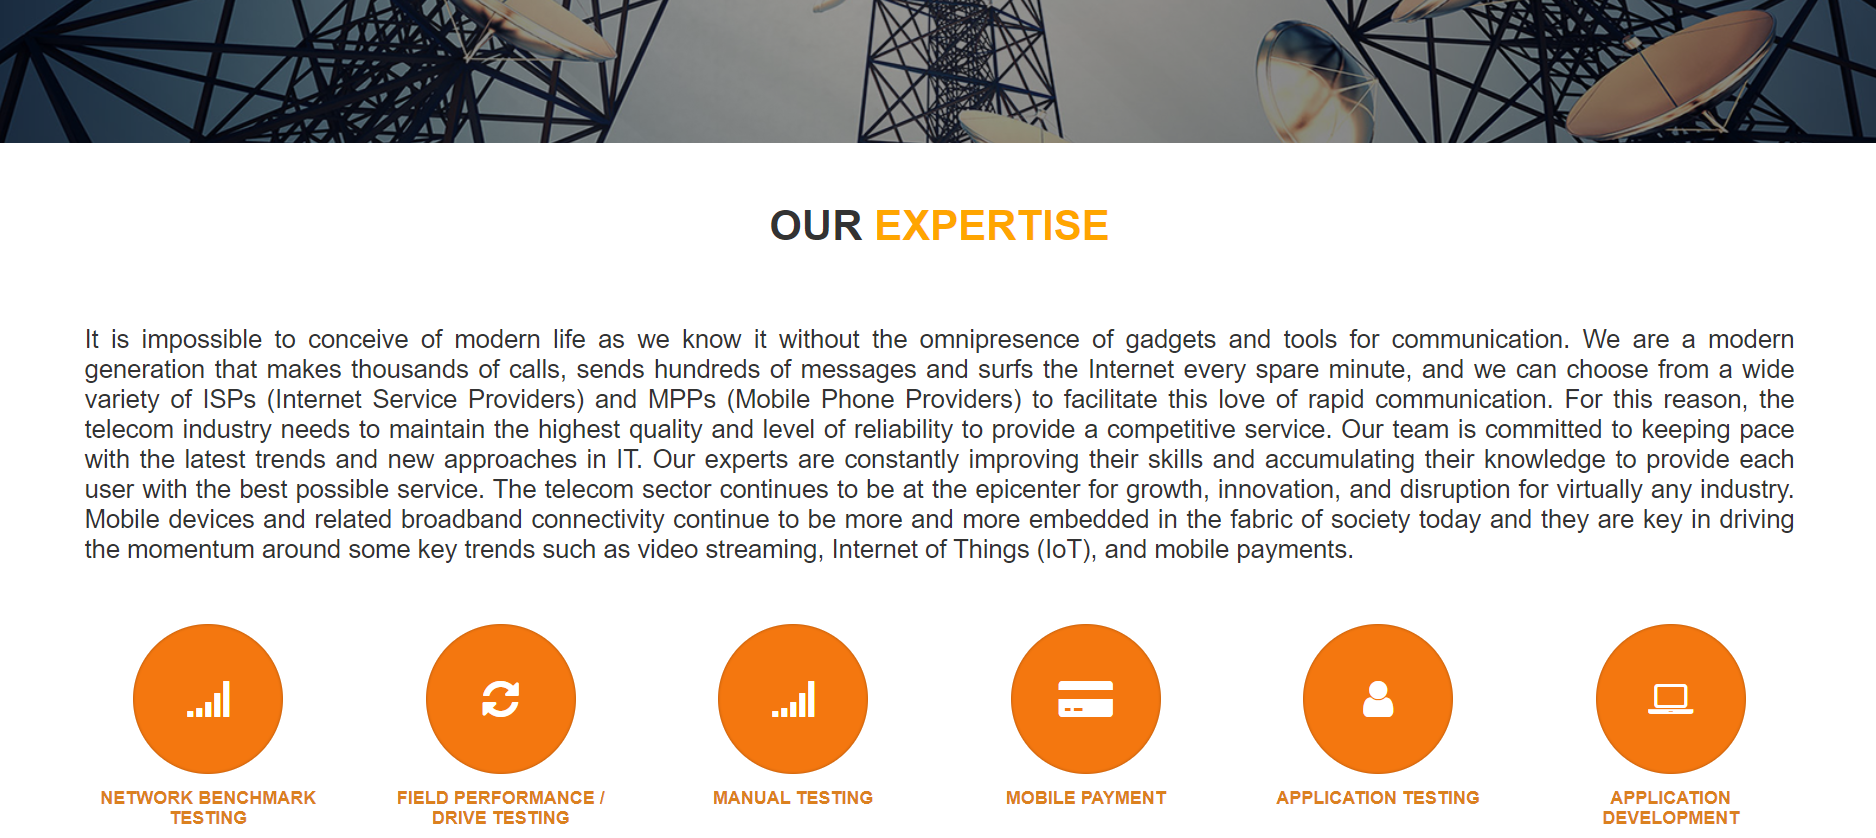 OUR EXPERTISE
It is impossible to conceive of modern life as we know it without the omnipresence of gadgets and tools for communication. We are a modern
generation that makes thousands of calls, sends hundreds of messages and surfs the Internet every spare minute, and we can choose from a wide
variety of ISPs (Internet Service Providers) and MPPs (Mobile Phone Providers) to facilitate this love of rapid communication. For this reason, the
telecom industry needs to maintain the highest quality and level of reliability to provide a competitive service. Our team is committed to keeping pace
with the latest trends and new approaches in IT. Our experts are constantly improving their skills and accumulating their knowledge to provide each
user with the best possible service. The telecom sector continues to be at the epicenter for growth, innovation, and disruption for virtually any industry.
Mobile devices and related broadband connectivity continue to be more and more embedded in the fabric of society today and they are key in driving
the momentum around some key trends such as video streaming, Internet of Things (IoT), and mobile payments.
NETWORK BENCHMARK
TESTING
FIELD PERFORMANCE /
DRIVE TESTING
MANUAL TESTING
MOBILE PAYMENT
APPLICATION TESTING
APPLICATION
DEVELOPMENT